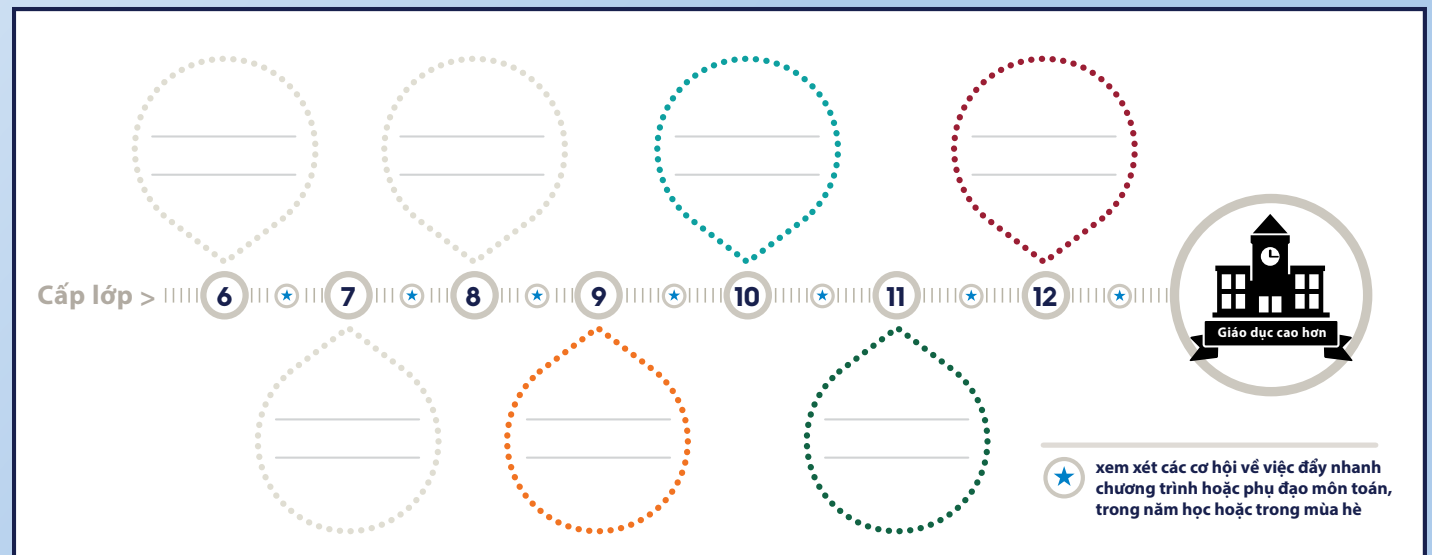 Cấp lớp >
6
7
8
9
10
11
12
Giáo dục cao hơn
xem xét các cơ hội về việc đẩy nhanh
chương trình hoặc phụ đạo môn toán,
trong năm học hoặc trong mùa hè